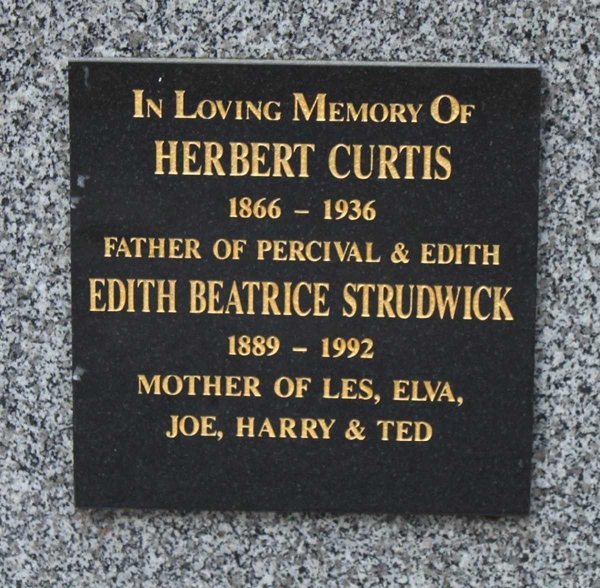 In Loving Memory Of
HERBERT CURTIS
1866 – 1936
FATHER OF PERCIVAL & EDITH
EDITH BEATRICE STRUDWICK
1889 – 1992
MOTHER OF LES, ELVA,
JOE, HARRY & TED